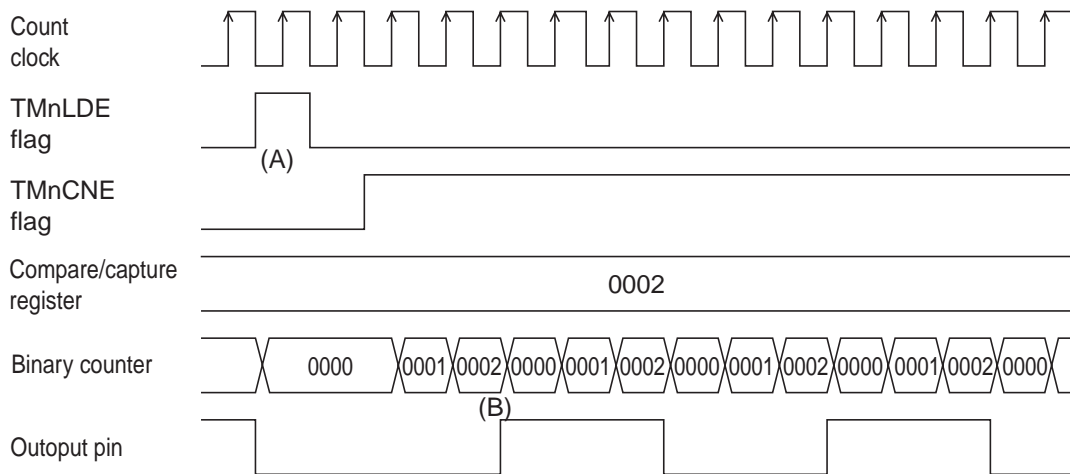 Count
clock
TMnLDE
flag
(A)
TMnCNE
flag
Compare/capture
register
0002
Binary counter
0000 0001 0002 0000 0001 0002 0000 0001 0002 0000 0001 0002 0000
(B)
Outoput pin